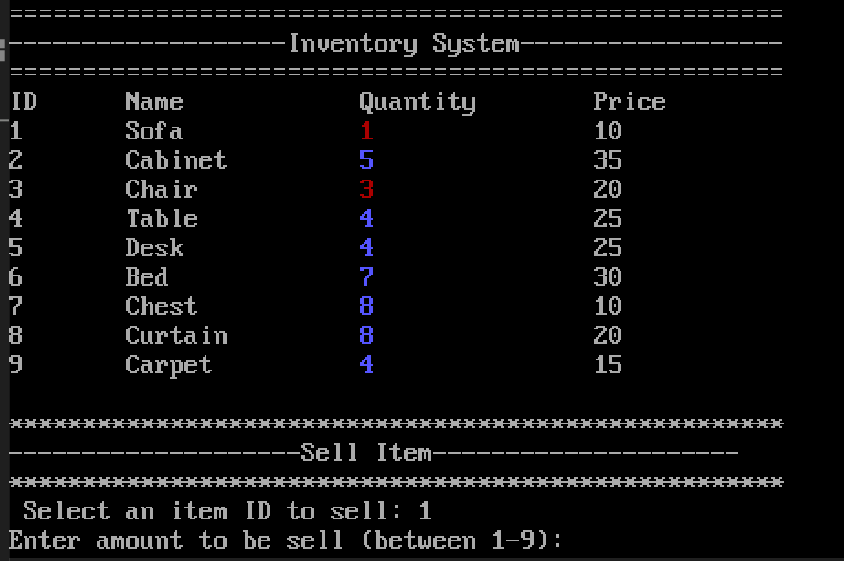 =====================================================
-------------------Inventory System------------------
=====================================================
ID Name Quantity Price
1 Sofa 1 10
2 Cabinet 5 35
3 Chair 3 20
4 Table 4 25
5 Desk 4 25
6 Bed 7 30
7 Chest 8 10
8 Curtain 8 20
9 Carpet 4 15
*****************************************************
--------------------Sell Item---------------------
*****************************************************
Select an item ID to sell: 1
Enter amount to be sell (between 1-9):